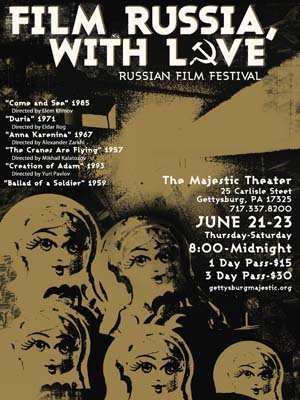 FILM RUSSIA,
WITH LOVE
RUSSIAN FILM FESTIVAL
"Come and See" 1985
Directed by Elem Klimov
"Duria" 1971
Directed by Eldar Rog
"Anna Karenina" 1967
Directed by Alexander Zarkhi
"The Cranes Are Flying" 1957
Directed by Mikhail Kalatozov
"Creation of Adam" 1993
Directed by Yuri Pavlov
"Ballad of a Soldier" 1959
The Majestic Theater
25 Carlisle Street
Gettysburg, PA 17325
717.337.8200
JUNE 21-23
Thursday-Saturday
8:00-Midnight
1 Day Pass-$15
3 Day Pass-$30
gettysburgmajestic.org